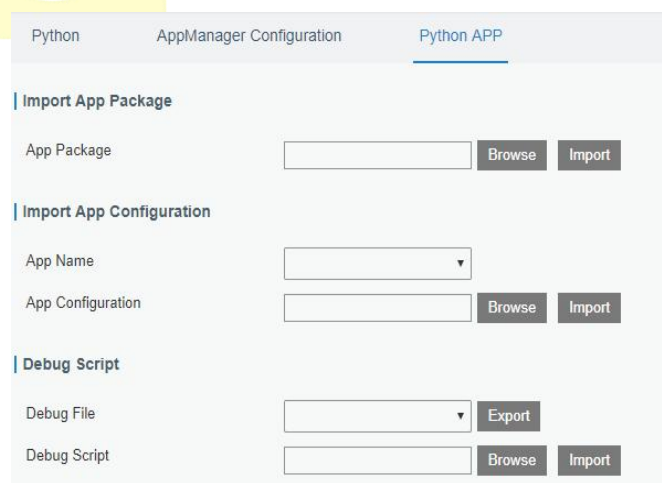 Python AppManager Configuration Python APP
Import App Package
App Package Browse Import
Import App Configuration
App Name
App Configuration Browse Import
Debug Script
Debug File Export
Debug Script Browse Import